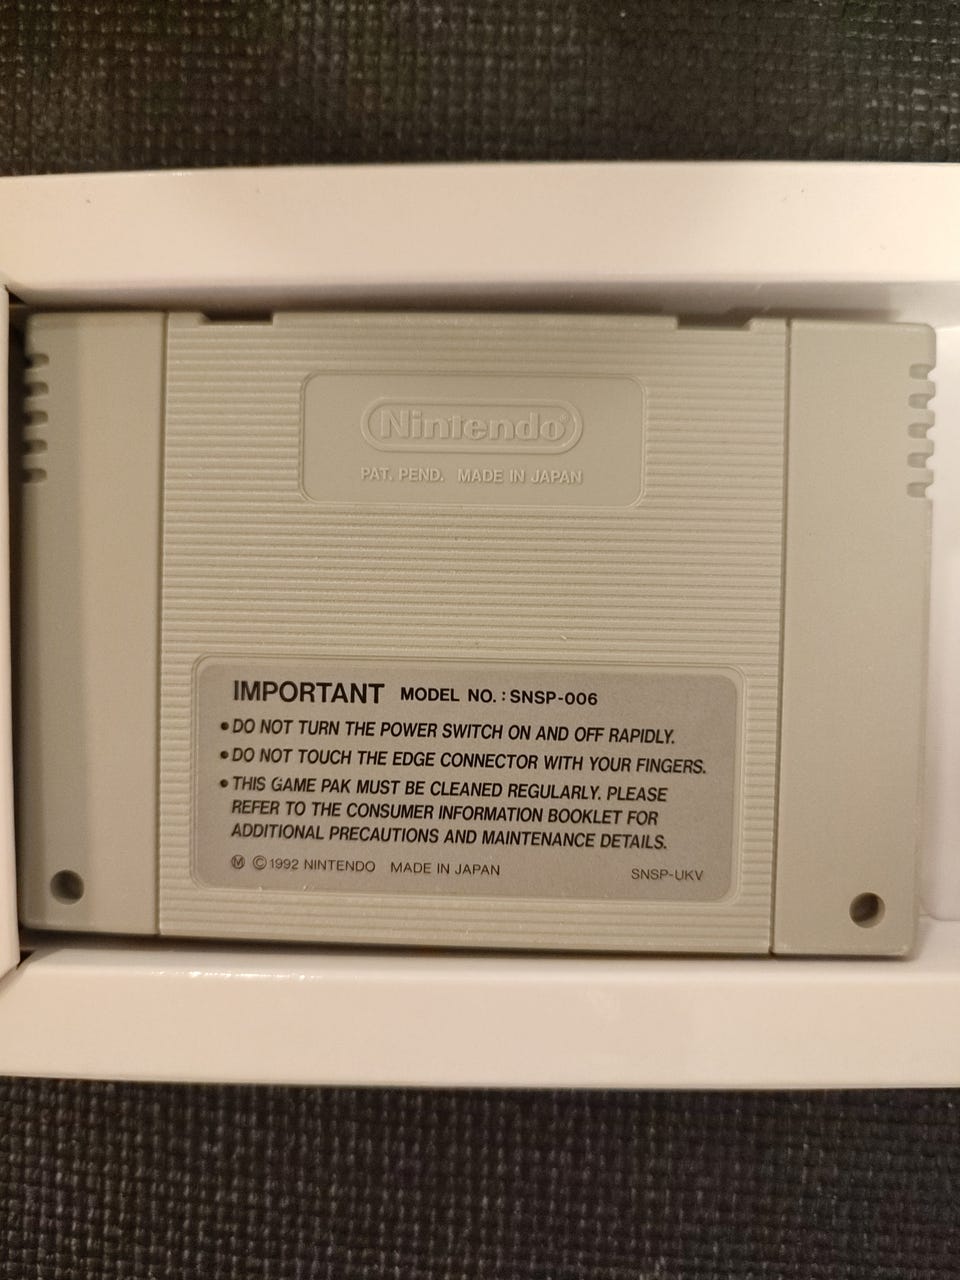 Nintendo®
PAT. PEND. MADE IN JAPAN
IMPORTANT MODEL NO. : SNSP-006
• DO NOT TURN THE POWER SWITCH ON AND OFF RAPIDLY.
• DO NOT TOUCH THE EDGE CONNECTOR WITH YOUR FINGERS.
• THIS GAME PAK MUST BE CLEANED REGULARLY. PLEASE
REFER TO THE CONSUMER INFORMATION BOOKLET FOR
ADDITIONAL PRECAUTIONS AND MAINTENANCE DETAILS.
Ⓜ ©1992 NINTENDO MADE IN JAPAN SNSP-UKV